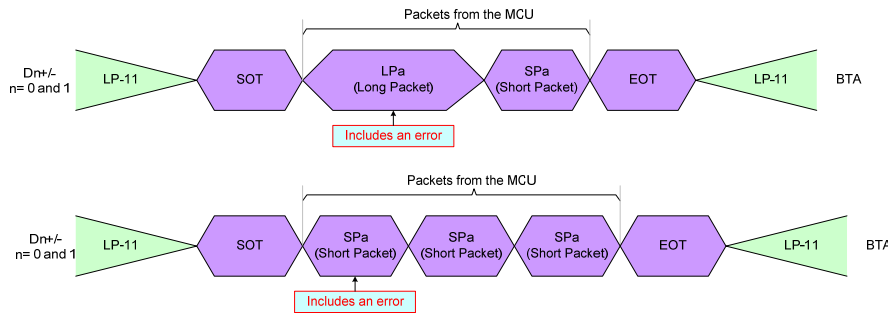 Packets from the MCU
Dn+/-
n= 0 and 1
LP-11
SOT
LPa
(Long Packet)
SPa
(Short Packet)
EOT
LP-11
BTA
Includes an error
Packets from the MCU
Dn+/-
n= 0 and 1
LP-11
SOT
SPa
(Short Packet)
SPa
(Short Packet)
SPa
(Short Packet)
EOT
LP-11
BTA
Includes an error